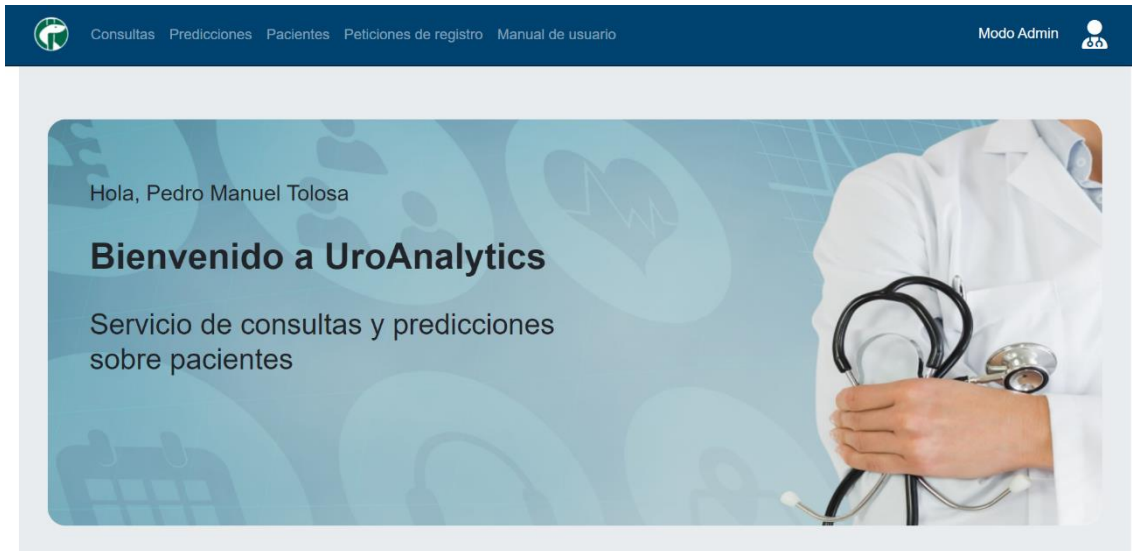 Consultas Predicciones Pacientes Peticiones de registro Manual de usuario Modo Admin
Hola, Pedro Manuel Tolosa
Bienvenido a UroAnalytics
Servicio de consultas y predicciones
sobre pacientes